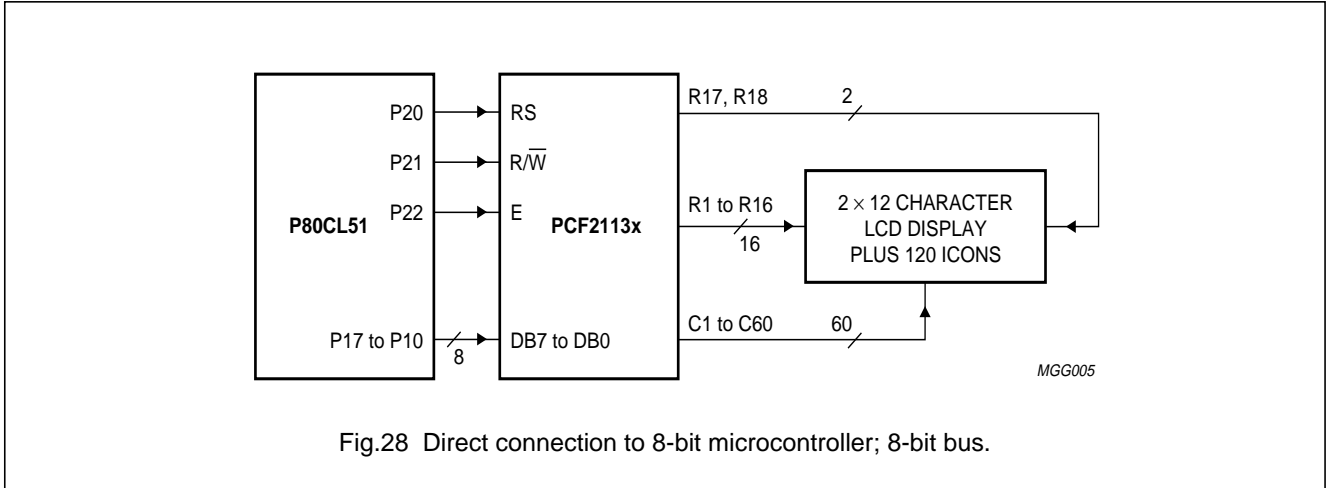 P80CL51
P20
P21
P22
P17 to P10
8
RS
R/W̅
E
DB7 to DB0
PCF2113x
R17, R18
2
R1 to R16
16
C1 to C60
60
2 × 12 CHARACTER
LCD DISPLAY
PLUS 120 ICONS
MGG005
Fig.28 Direct connection to 8-bit microcontroller; 8-bit bus.